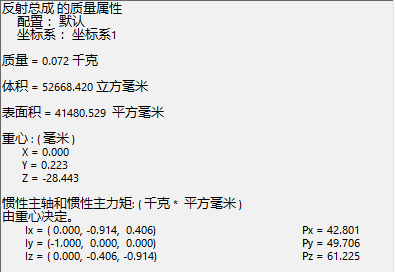 反射总成 的质量属性
配置： 默认
坐标系： 坐标系1
质量 = 0.072 千克
体积 = 52668.420 立方毫米
表面积 = 41480.529 平方毫米
重心 : ( 毫米 )
X = 0.000
Y = 0.223
Z = -28.443
惯性主轴和惯性主力矩: ( 千克 * 平方毫米 )
由重心决定。
Ix = ( 0.000, -0.914, 0.406) Px = 42.801
Iy = (-1.000, 0.000, 0.000) Py = 49.706
Iz = ( 0.000, -0.406, -0.914) Pz = 61.225